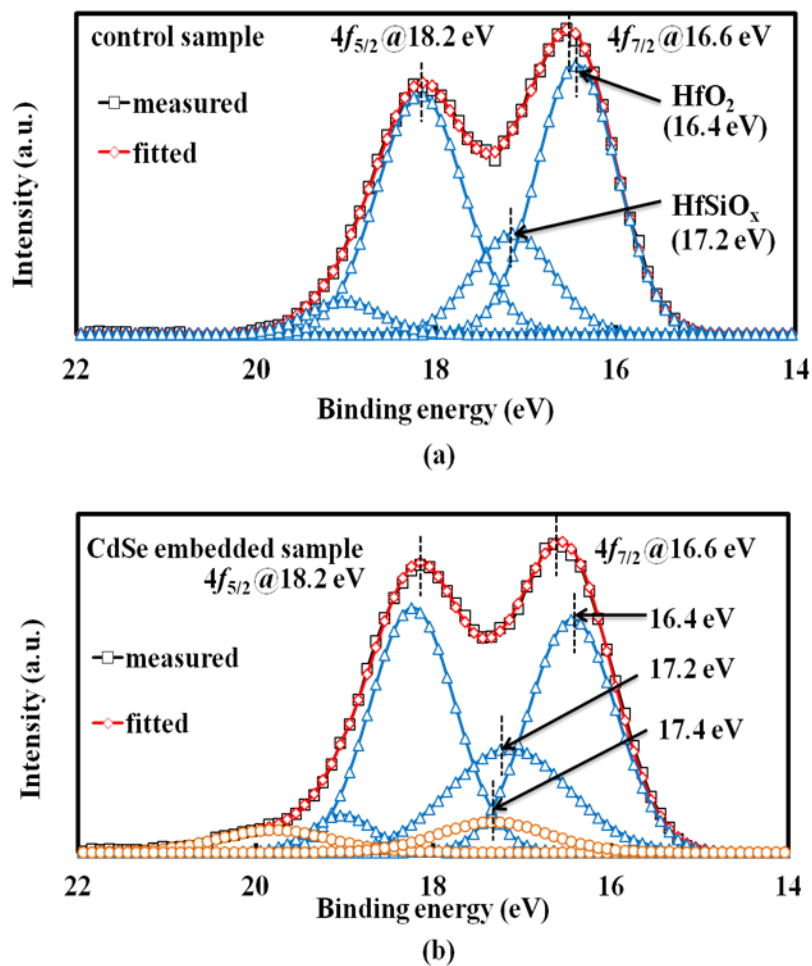 control sample
4f5/2@18.2 eV
4f7/2@16.6 eV
measured
fitted
HfO2
(16.4 eV)
HfSiOx
(17.2 eV)
Intensity (a.u.)
22 20 18 16 14
Binding energy (eV)
(a)
CdSe embedded sample
4f5/2@18.2 eV
4f7/2@16.6 eV
measured
fitted
16.4 eV
17.2 eV
17.4 eV
Intensity (a.u.)
22 20 18 16 14
Binding energy (eV)
(b)